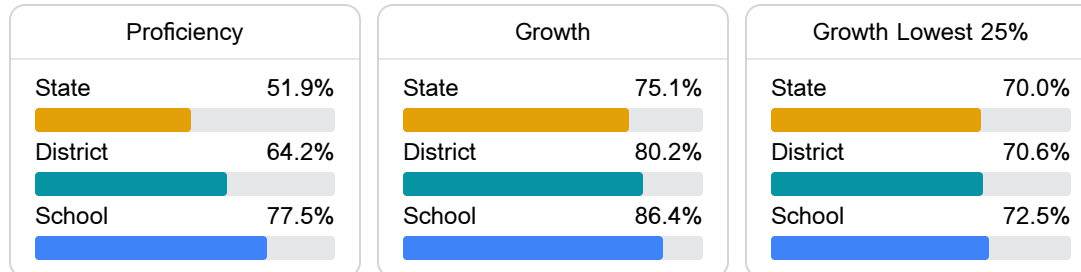 Proficiency
State 51.9%
District 64.2%
School 77.5%
Growth
State 75.1%
District 80.2%
School 86.4%
Growth Lowest 25%
State 70.0%
District 70.6%
School 72.5%